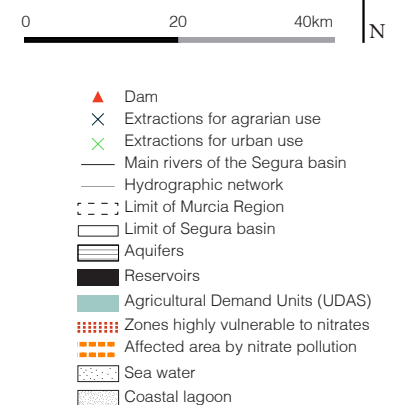 0 20 40km
N
Dam
Extractions for agrarian use
Extractions for urban use
Main rivers of the Segura basin
Hydrographic network
Limit of Murcia Region
Limit of Segura basin
Aquifers
Reservoirs
Agricultural Demand Units (UDAS)
Zones highly vulnerable to nitrates
Affected area by nitrate pollution
Sea water
Coastal lagoon